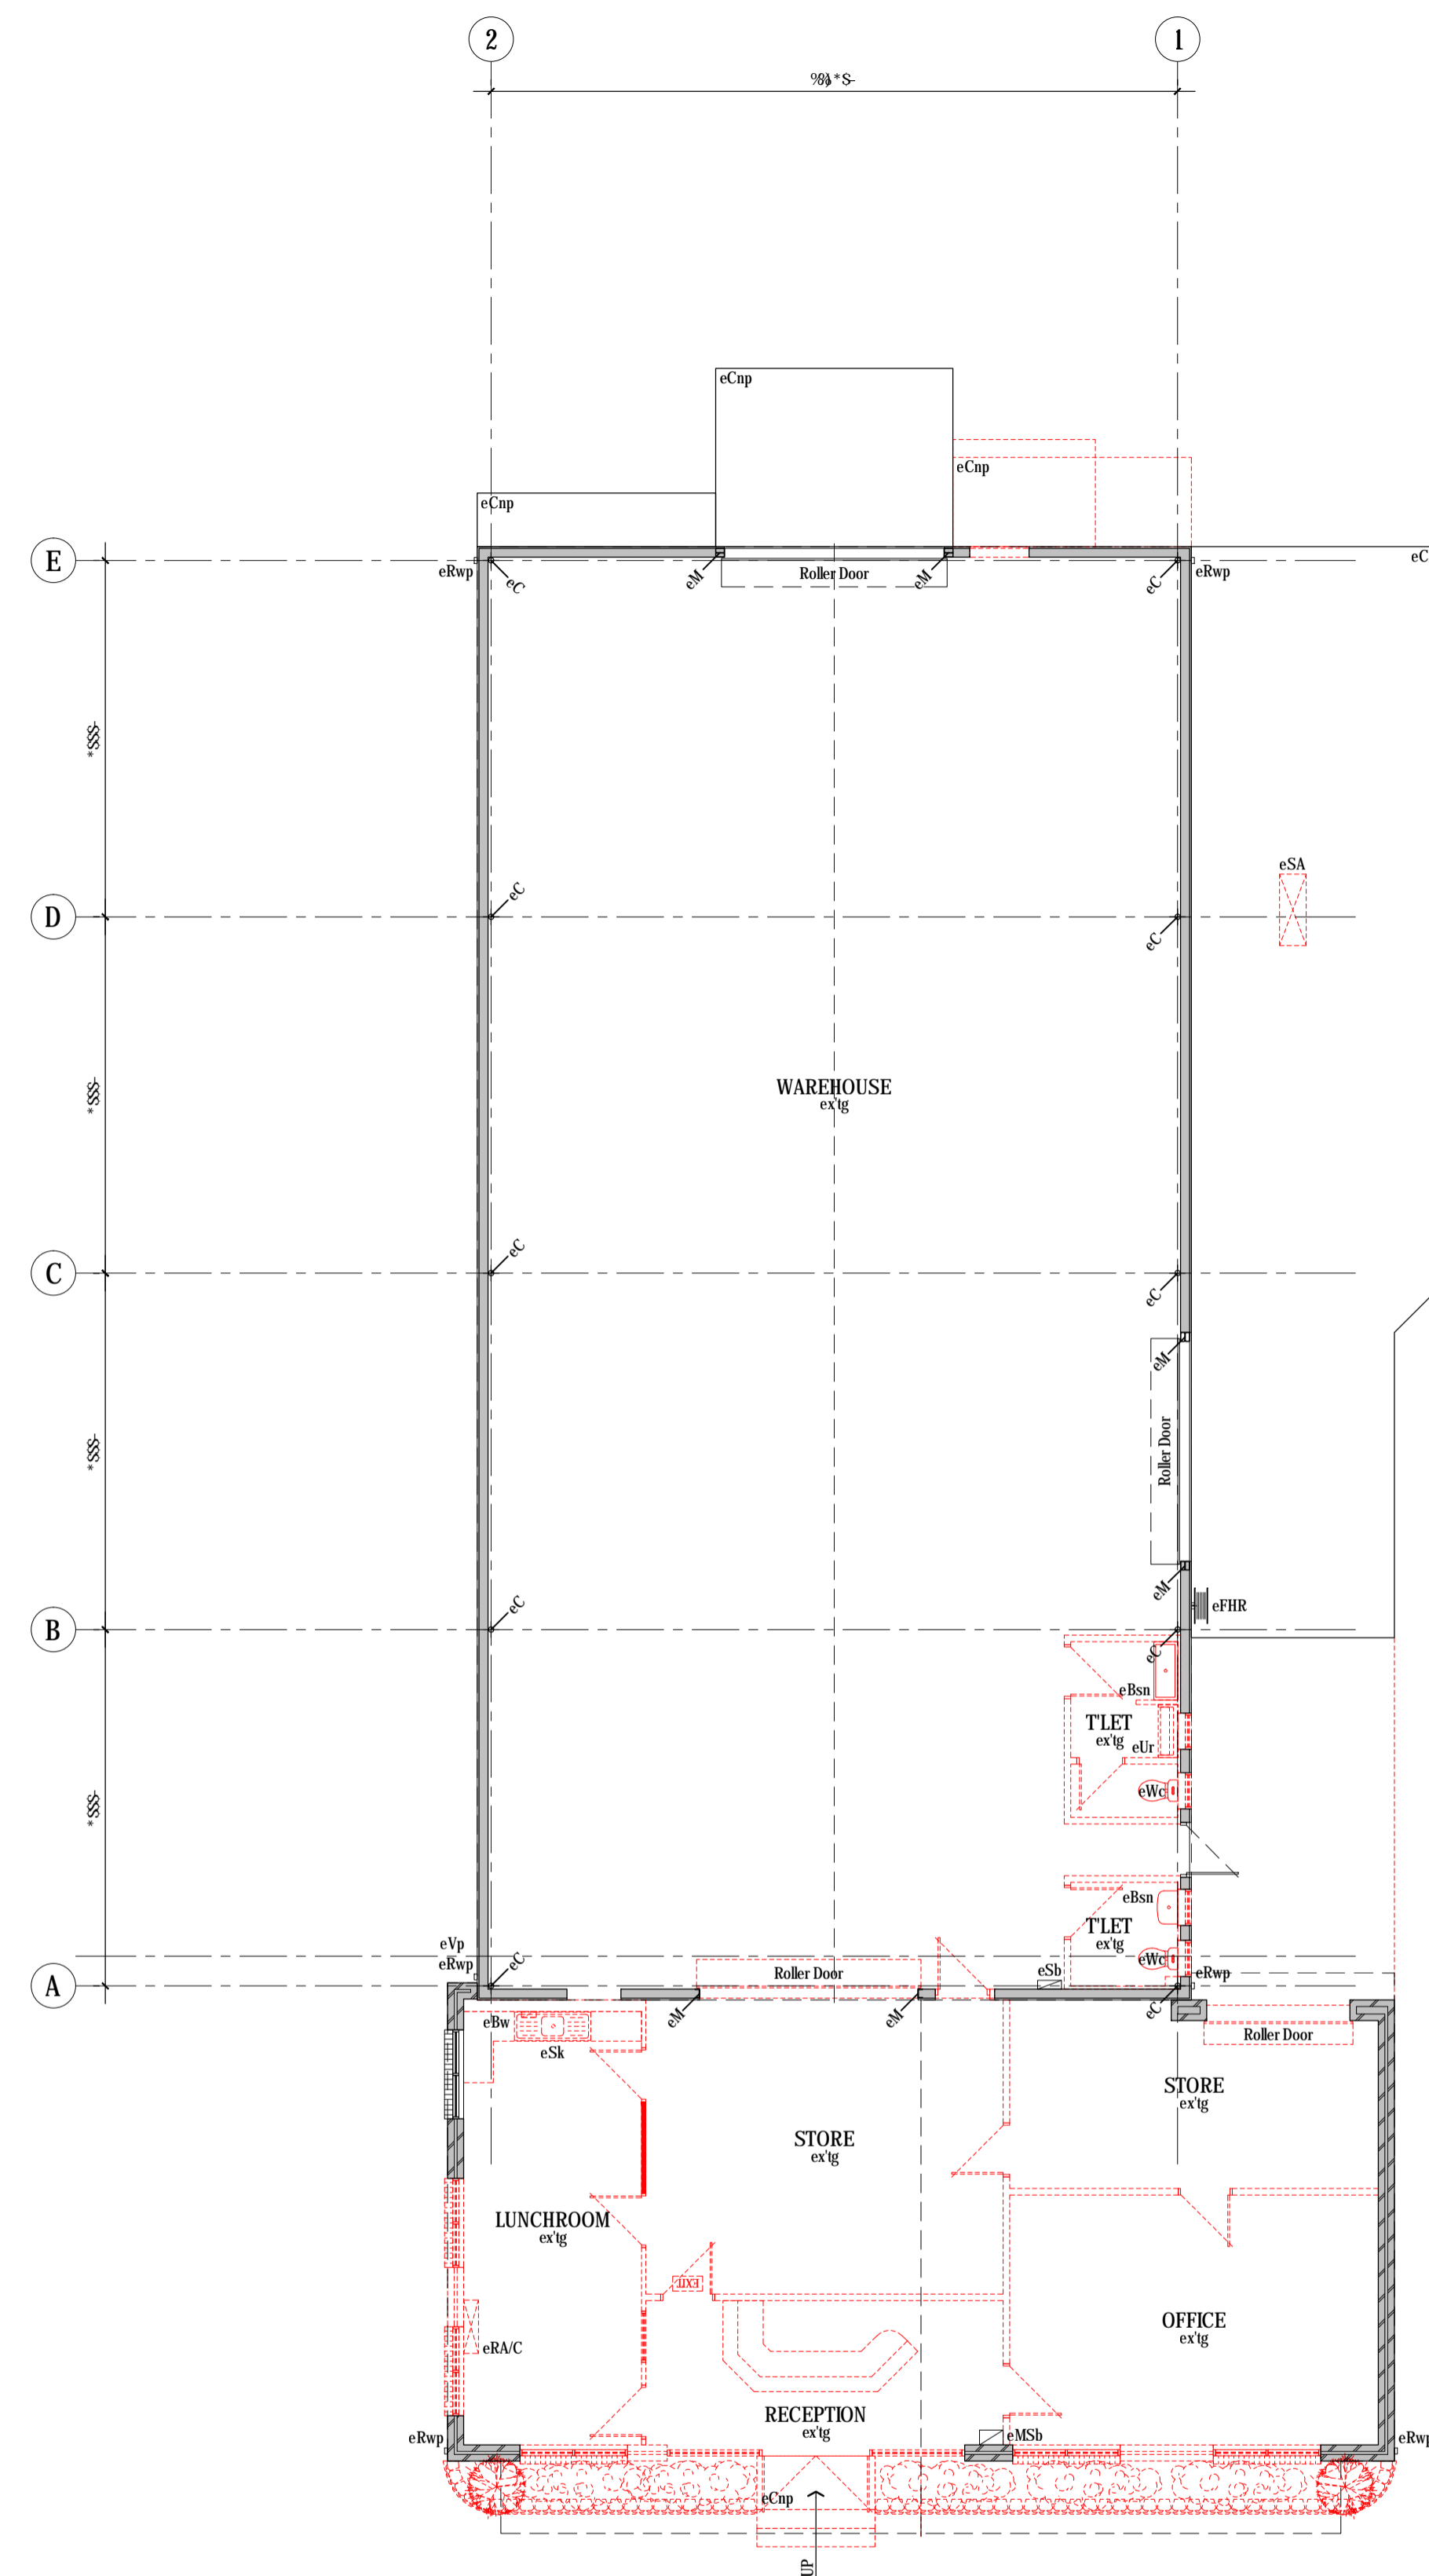 2
1
eCnp
eCnp
eCnp
E
eRwp
eC
eM
Roller Door
eM
eC
eRwp
eC
eSA
D
eC
eC
WAREHOUSE
ex'tg
C
eC
eC
eM
Roller Door
eM
eFHR
B
eC
eC
eBsn
T'LET
ex'tg
eUr
eWc
eBsn
T'LET
ex'tg
eWc
eVp
eRwp
A
eC
Roller Door
eSb
eRwp
eBw
eM
eM
eC
eSk
Roller Door
STORE
ex'tg
STORE
ex'tg
LUNCHROOM
ex'tg
EXIT
OFFICE
ex'tg
eRA/C
RECEPTION
ex'tg
eRwp
eMSb
eRwp
eCnp
UP